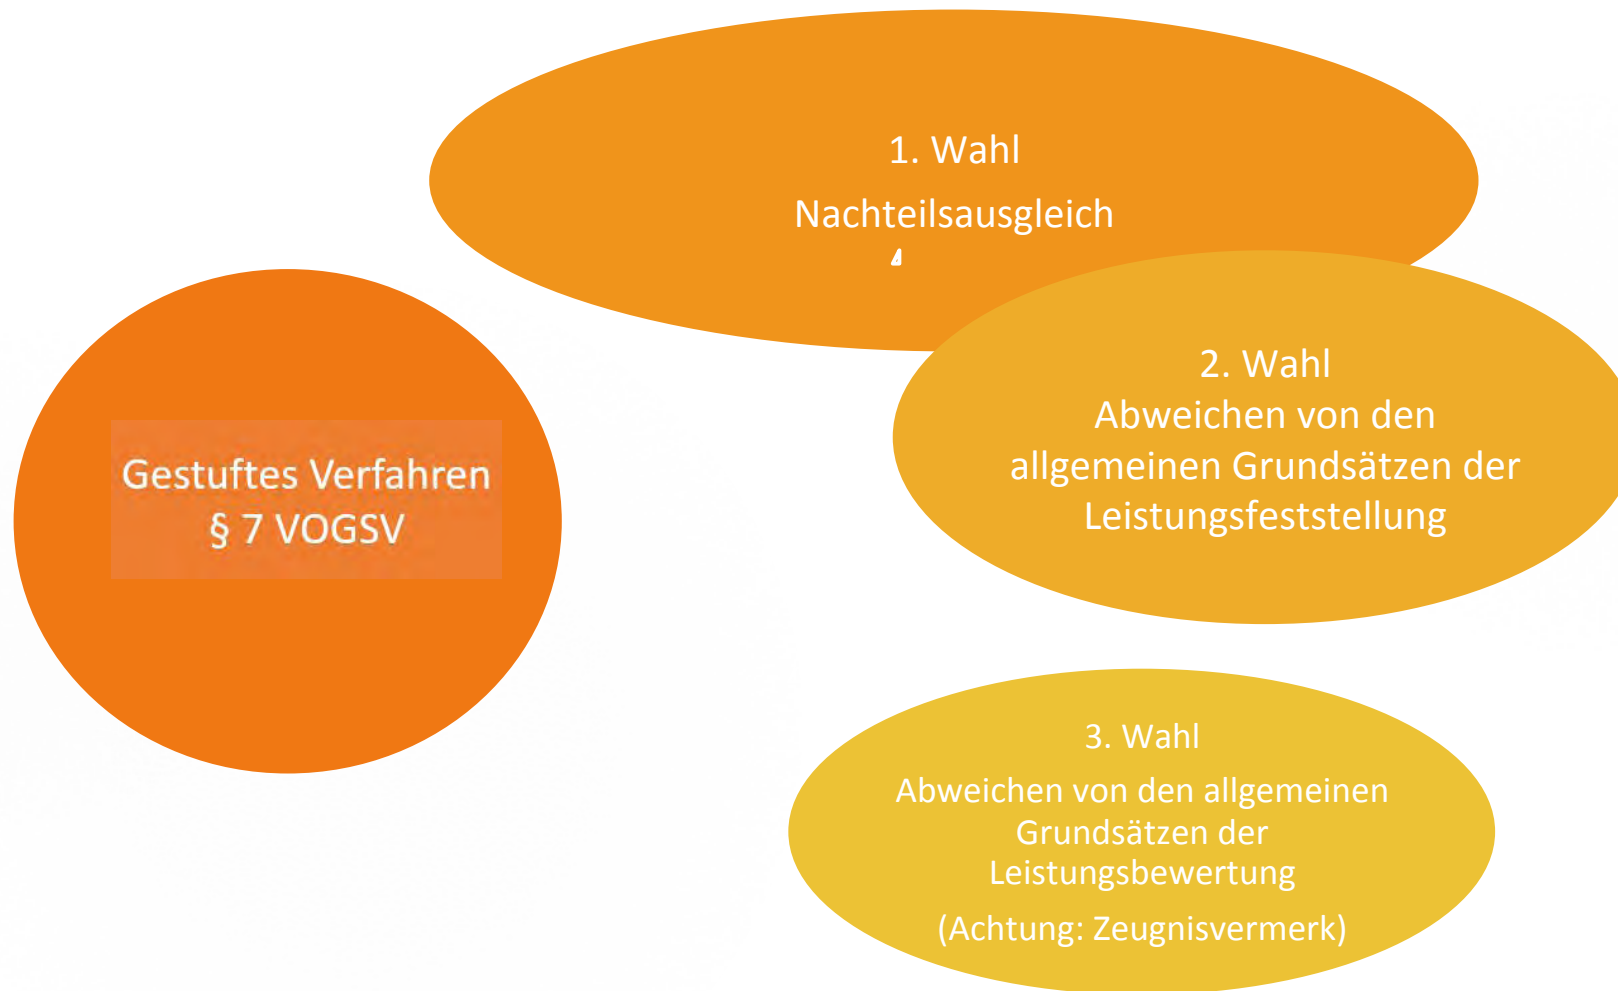 1. Wahl
Nachteilsausgleich
Gestuftes Verfahren
§ 7 VOGSV
2. Wahl
Abweichen von den
allgemeinen Grundsätzen der
Leistungsfeststellung
3. Wahl
Abweichen von den allgemeinen
Grundsätzen der
Leistungsbewertung
(Achtung: Zeugnisvermerk)